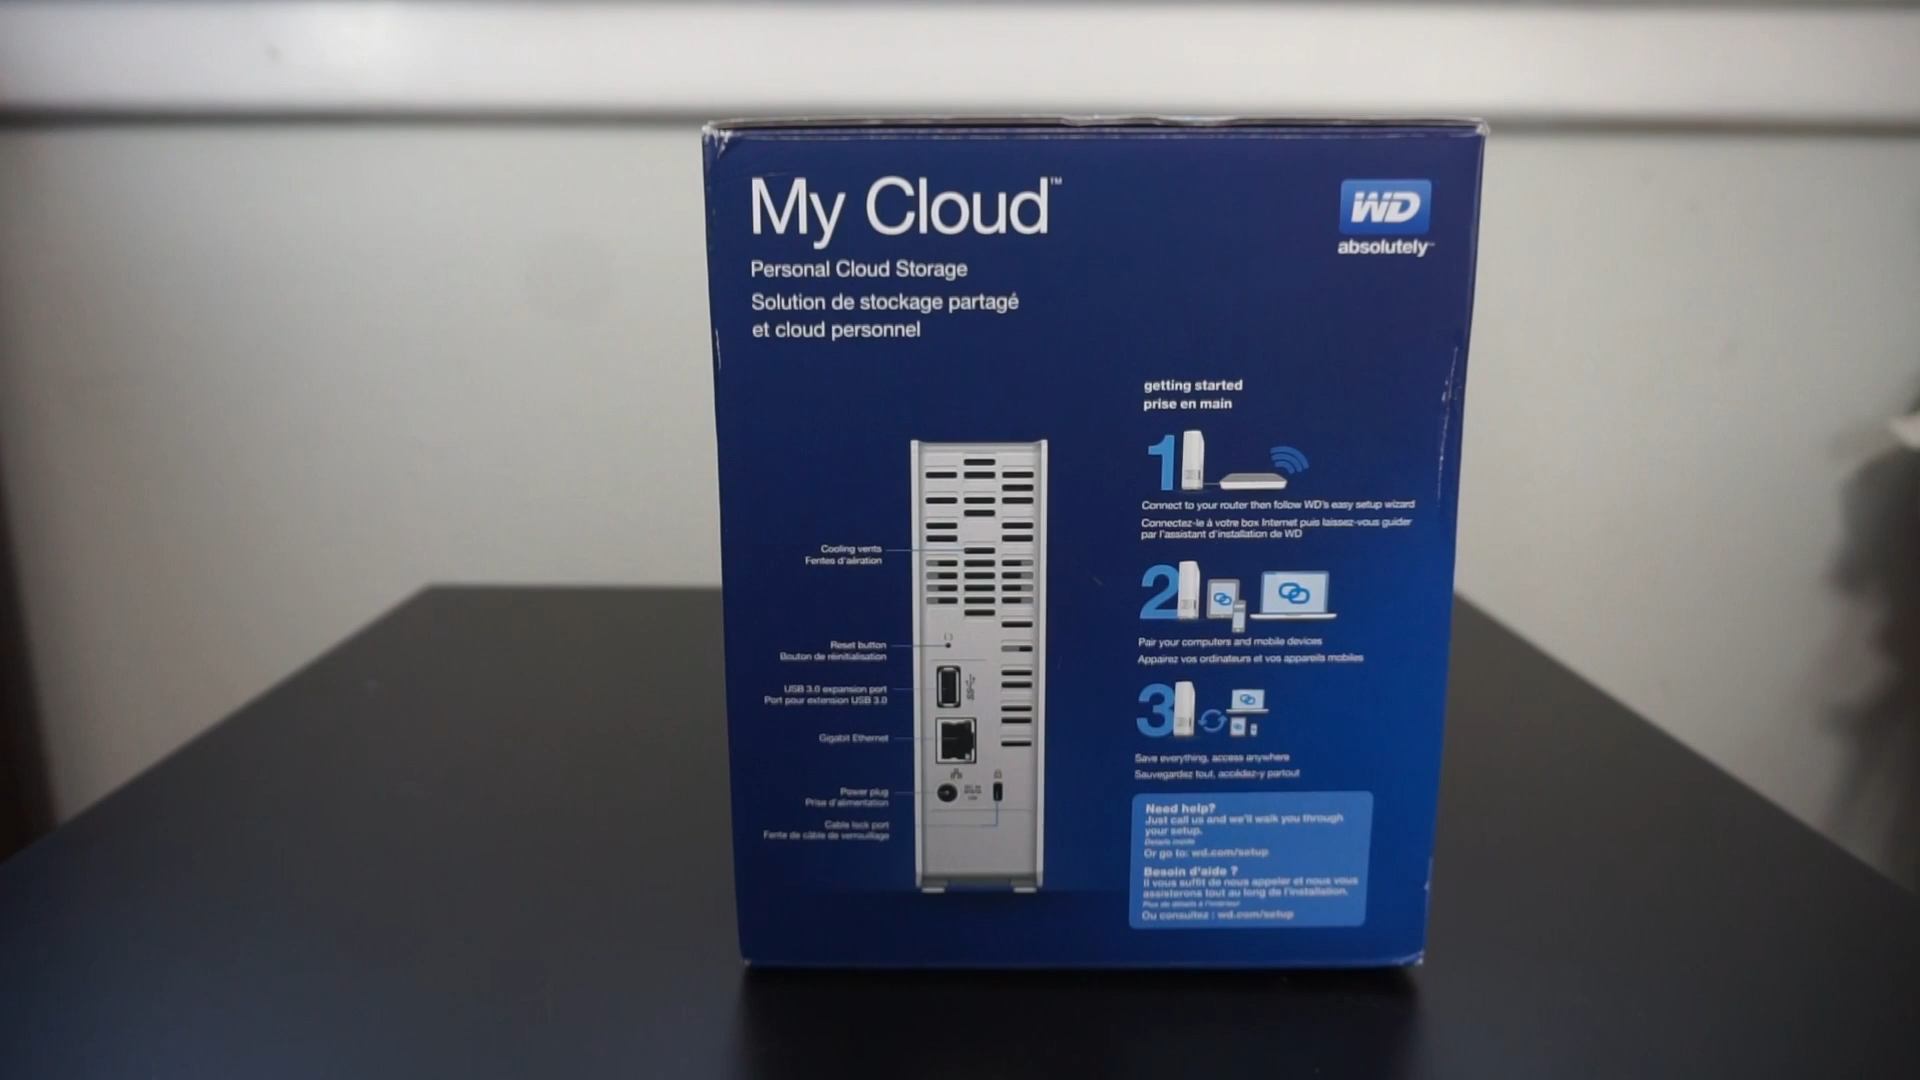 My Cloud™
WD
absolutely™
Personal Cloud Storage
Solution de stockage partagé
et cloud personnel
getting started
prise en main
1
Connect to your router then follow WD's easy setup wizard
Connectez-le à votre box Internet puis laissez-vous guider
par l'assistant d'installation de WD
2
Pair your computers and mobile devices
Appairez vos ordinateurs et vos appareils mobiles
3
Save everything, access anywhere
Sauvegardez tout, accédez-y partout
Cooling vents
Fentes d'aération
Reset button
Bouton de réinitialisation
USB 3.0 expansion port
Port pour extension USB 3.0
Gigabit Ethernet
Power plug
Prise d'alimentation
Cable lock port
Fente de câble de verrouillage
Need help?
Just call us and we'll walk you through
your setup.
Details inside
Or go to: wd.com/setup
Besoin d'aide ?
Il vous suffit de nous appeler et nous vous
assisterons tout au long de l'installation.
Plus de détails à l'intérieur
Ou consultez : wd.com/setup